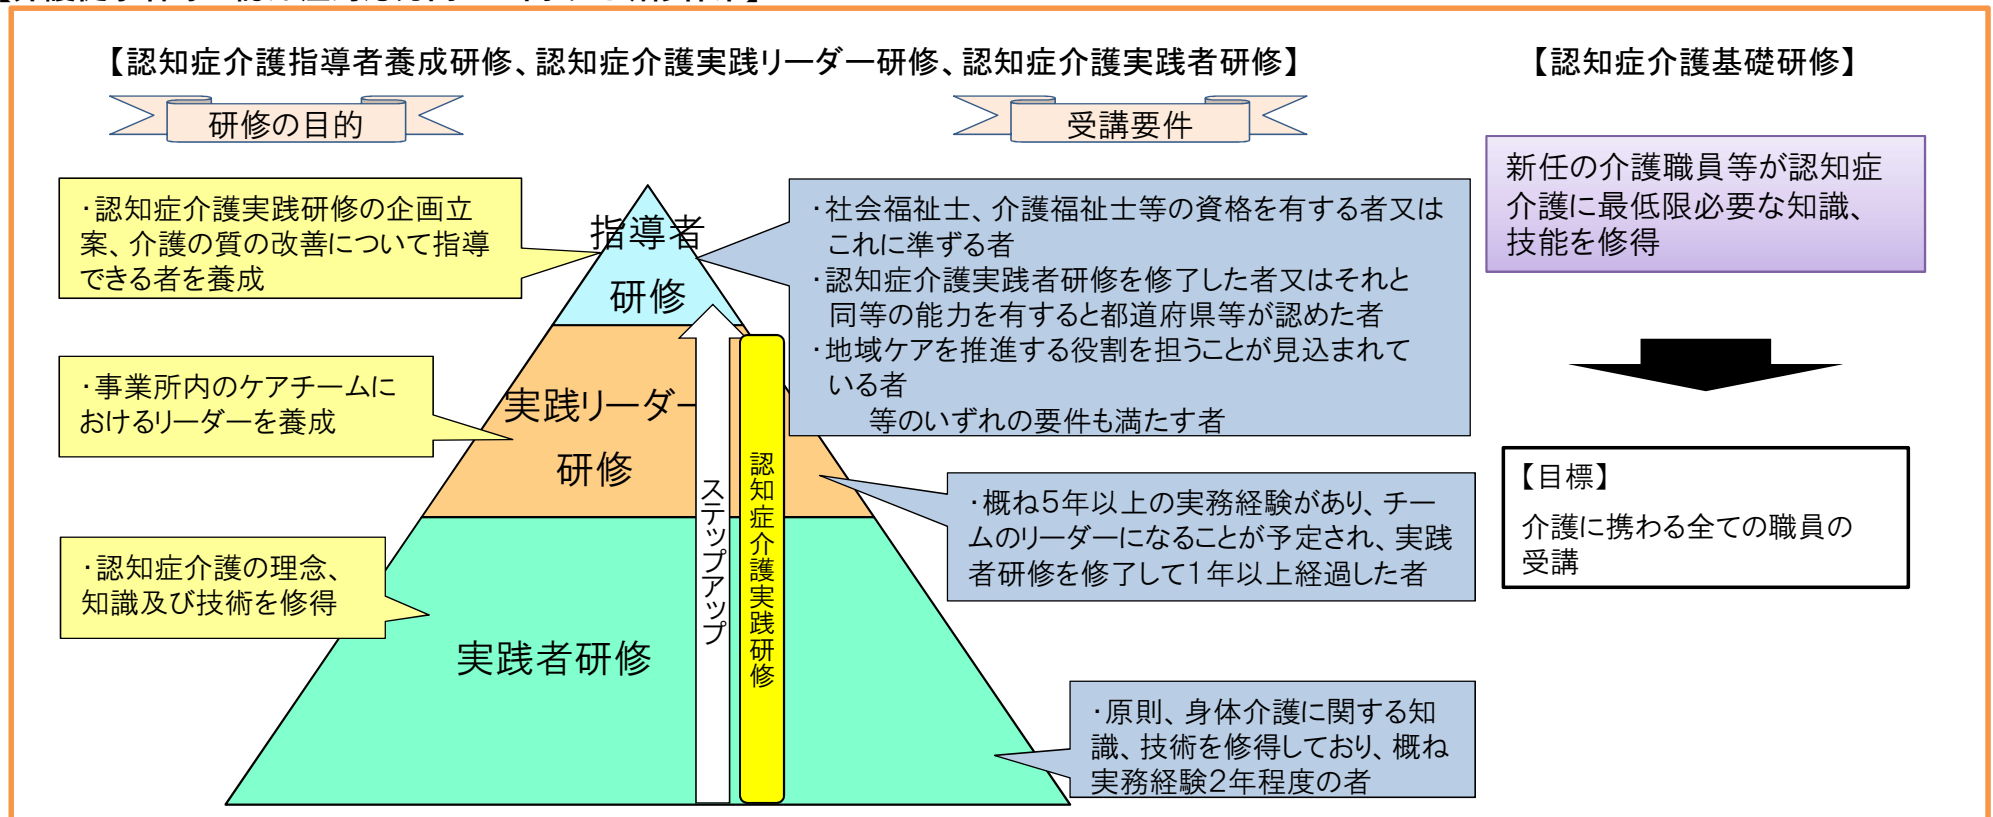 【認知症介護指導者養成研修、認知症介護実践リーダー研修、認知症介護実践者研修】
【認知症介護基礎研修】
研修の目的
受講要件
・認知症介護実践研修の企画立
案、介護の質の改善について指導
できる者を養成
・事業所内のケアチームに
おけるリーダーを養成
・認知症介護の理念、
知識及び技術を修得
指導者
研修
実践リーダー
研修
実践者研修
ステップアップ
認知症介護実践研修
・社会福祉士、介護福祉士等の資格を有する者又は
これに準ずる者
・認知症介護実践者研修を修了した者又はそれと
同等の能力を有すると都道府県等が認めた者
・地域ケアを推進する役割を担うことが見込まれて
いる者
等のいずれの要件も満たす者
・概ね5年以上の実務経験があり、チー
ムのリーダーになることが予定され、実践
者研修を修了して1年以上経過した者
・原則、身体介護に関する知
識、技術を修得しており、概ね
実務経験2年程度の者
新任の介護職員等が認知症
介護に最低限必要な知識、
技能を修得
【目標】
介護に携わる全ての職員の
受講